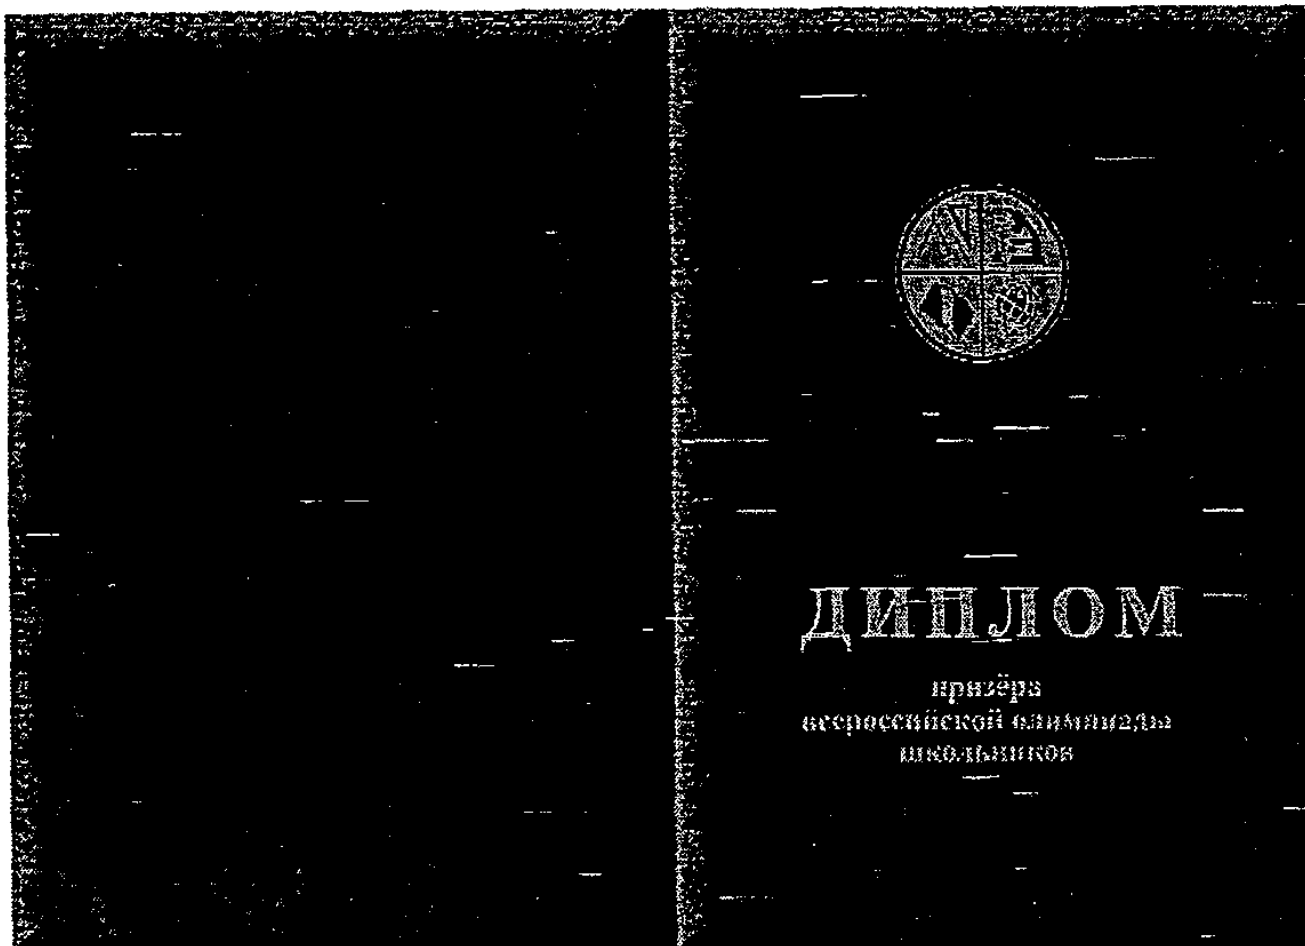 ДИПЛОМ
призёра
всероссийской олимпиады
школьников